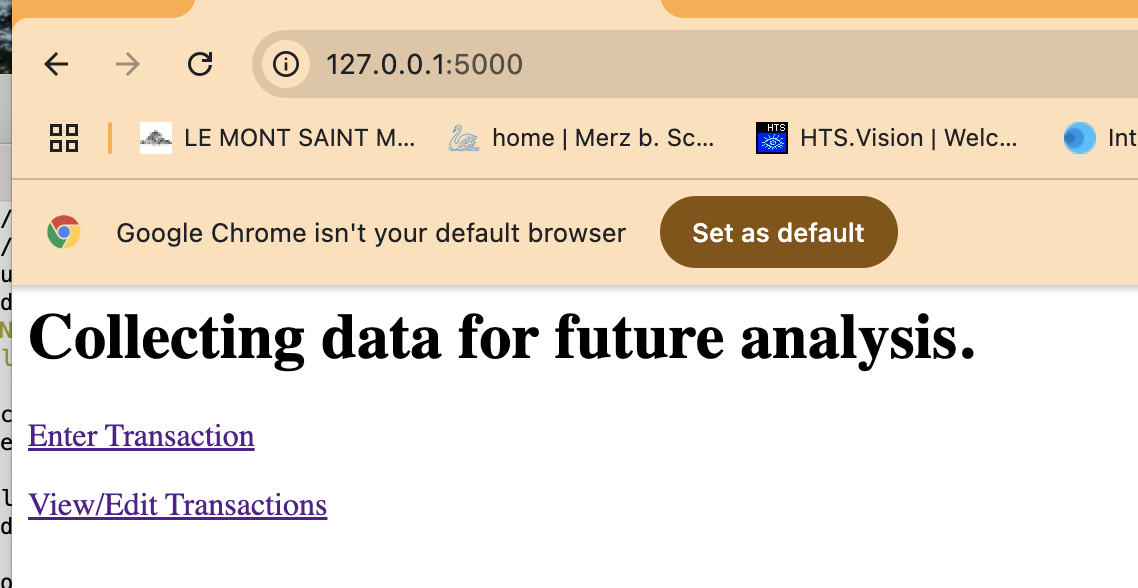 127.0.0.1:5000
LE MONT SAINT M... home | Merz b. Sc... HTS HTS.Vision | Welc... Int
Google Chrome isn't your default browser Set as default
Collecting data for future analysis.
Enter Transaction
View/Edit Transactions